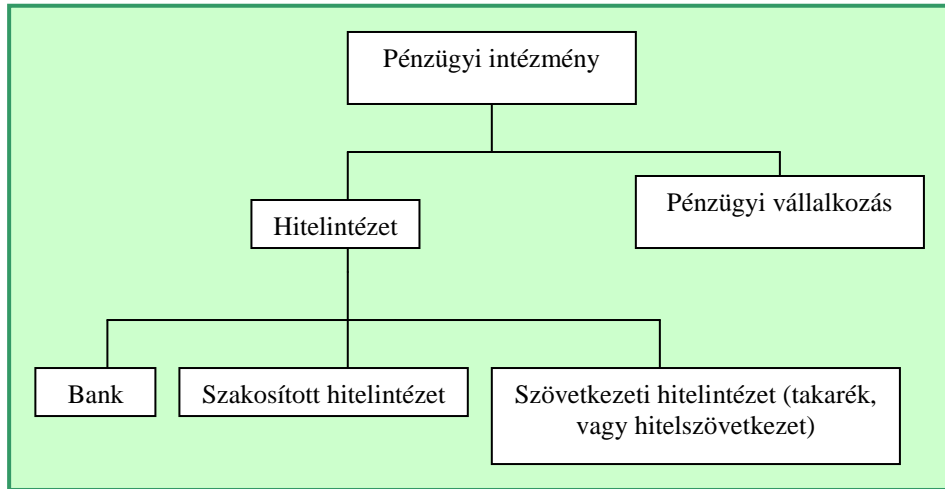 Pénzügyi intézmény
Pénzügyi vállalkozás
Hitelintézet
Bank
Szakosított hitelintézet
Szövetkezeti hitelintézet (takarék,
vagy hitelszövetkezet)